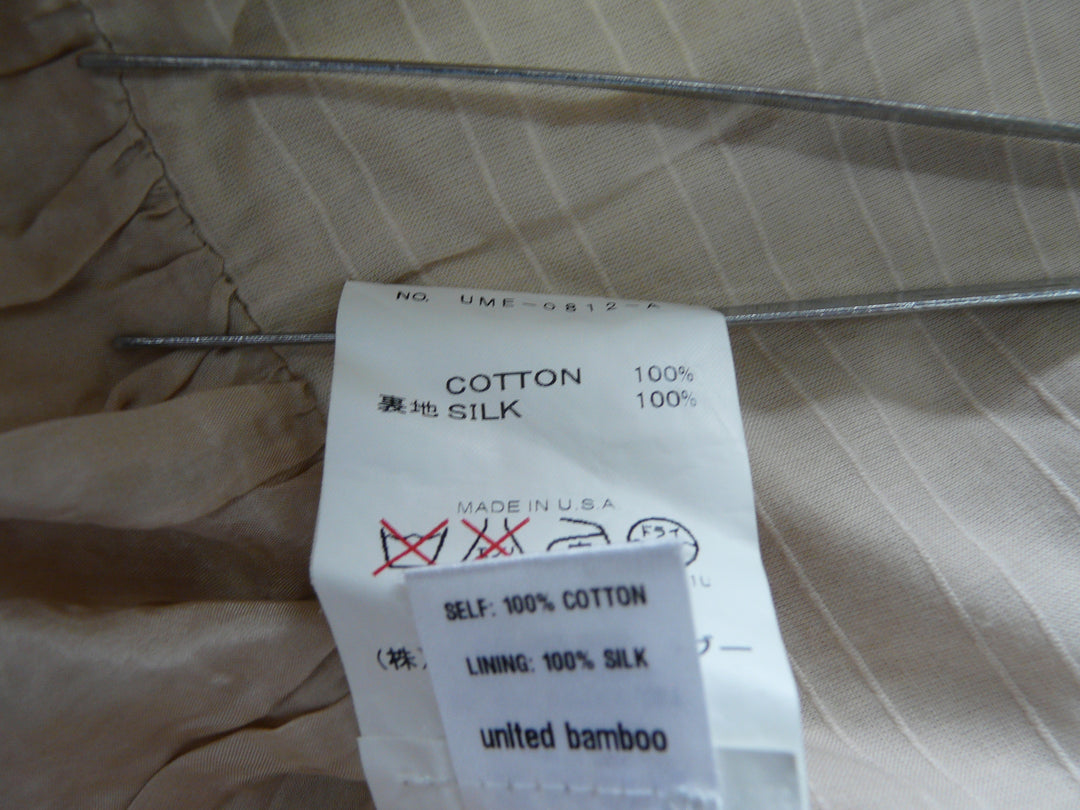 NO. UME-0812-A
COTTON 100%
裏地 SILK 100%
MADE IN U.S.A
ドライ
(株)
SELF: 100% COTTON
LINING: 100% SILK
united bamboo